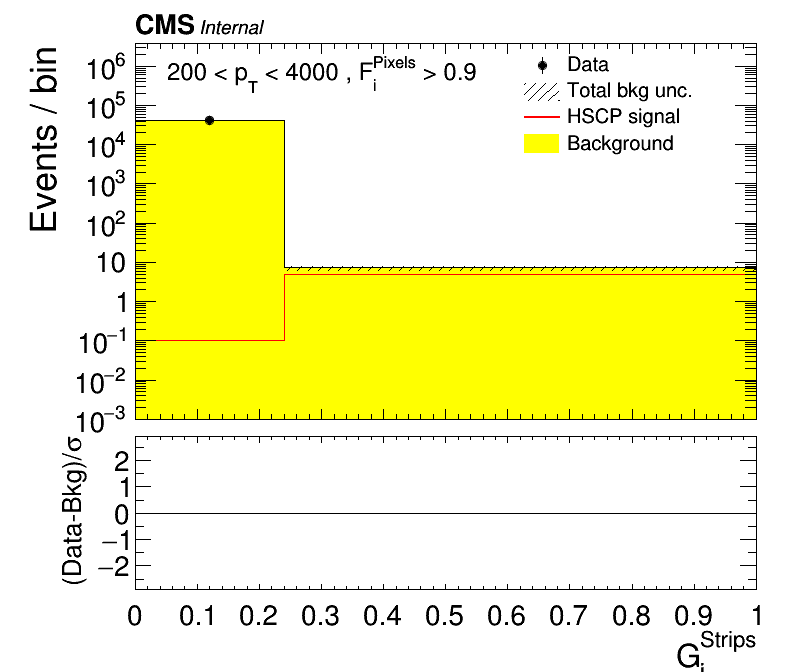 CMS Internal
200 < p_T < 4000 , F_i^Pixels > 0.9
Data
Total bkg unc.
HSCP signal
Background
Events / bin
10^6
10^5
10^4
10^3
10^2
10
1
10^−1
10^−2
10^−3
(Data-Bkg)/σ
2
1
0
−1
−2
0 0.1 0.2 0.3 0.4 0.5 0.6 0.7 0.8 0.9 1
G_i^Strips